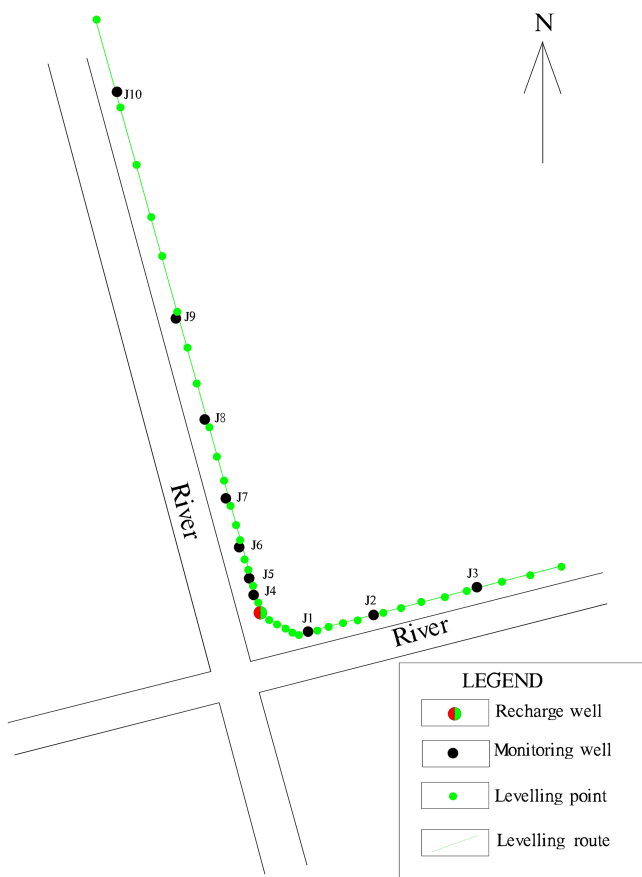 N
J10
J9
J8
River
J7
J6
J5
J4
J1
J2
J3
River
LEGEND
Recharge well
Monitoring well
Levelling point
Levelling route